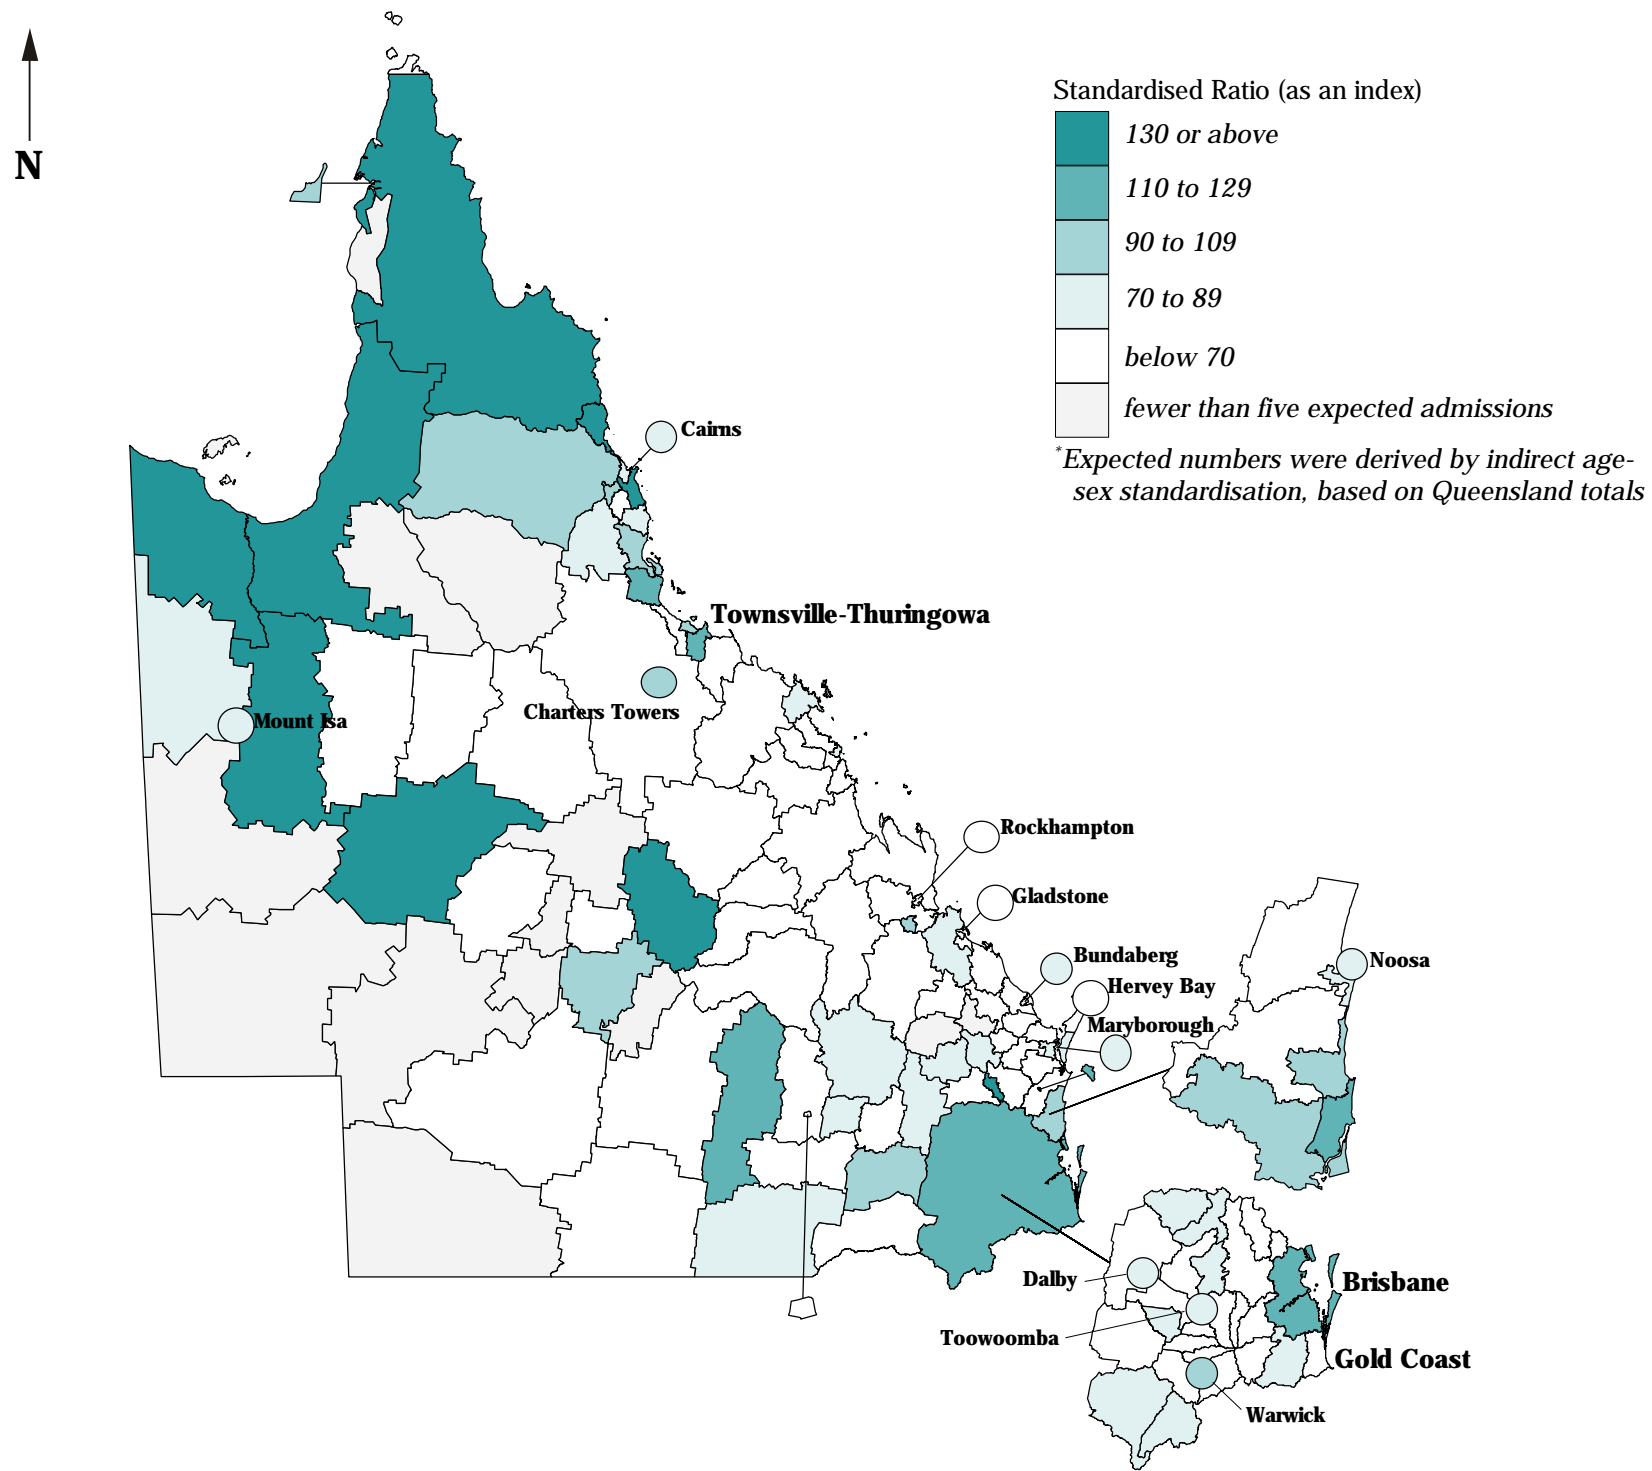 N
Standardised Ratio (as an index)
130 or above
110 to 129
90 to 109
70 to 89
below 70
fewer than five expected admissions
*Expected numbers were derived by indirect age-
sex standardisation, based on Queensland totals
Cairns
Townsville-Thuringowa
Charters Towers
Mount Isa
Rockhampton
Gladstone
Bundaberg
Noosa
Hervey Bay
Maryborough
Dalby
Brisbane
Toowoomba
Gold Coast
Warwick